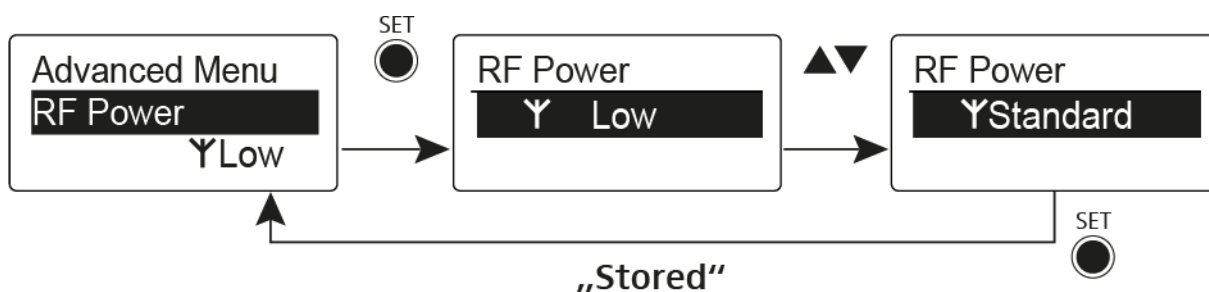 SET
Advanced Menu
RF Power
Low
RF Power
Low
RF Power
Standard
SET
„Stored“